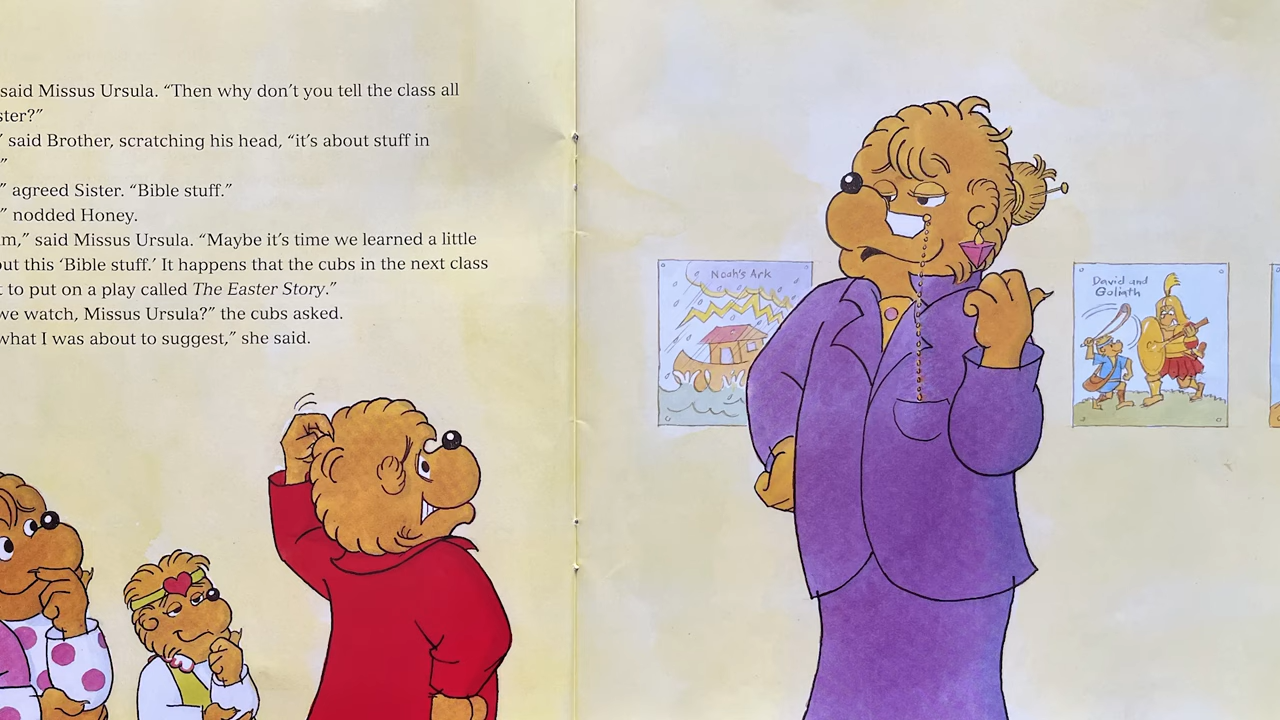 said Missus Ursula. “Then why don’t you tell the class all
ster?”
” said Brother, scratching his head, “it’s about stuff in
”
” agreed Sister. “Bible stuff.”
” nodded Honey.
m,” said Missus Ursula. “Maybe it’s time we learned a little
out this ‘Bible stuff.’ It happens that the cubs in the next class
t to put on a play called The Easter Story.”
we watch, Missus Ursula?” the cubs asked.
what I was about to suggest,” she said.
Noah's Ark
David and
Goliath